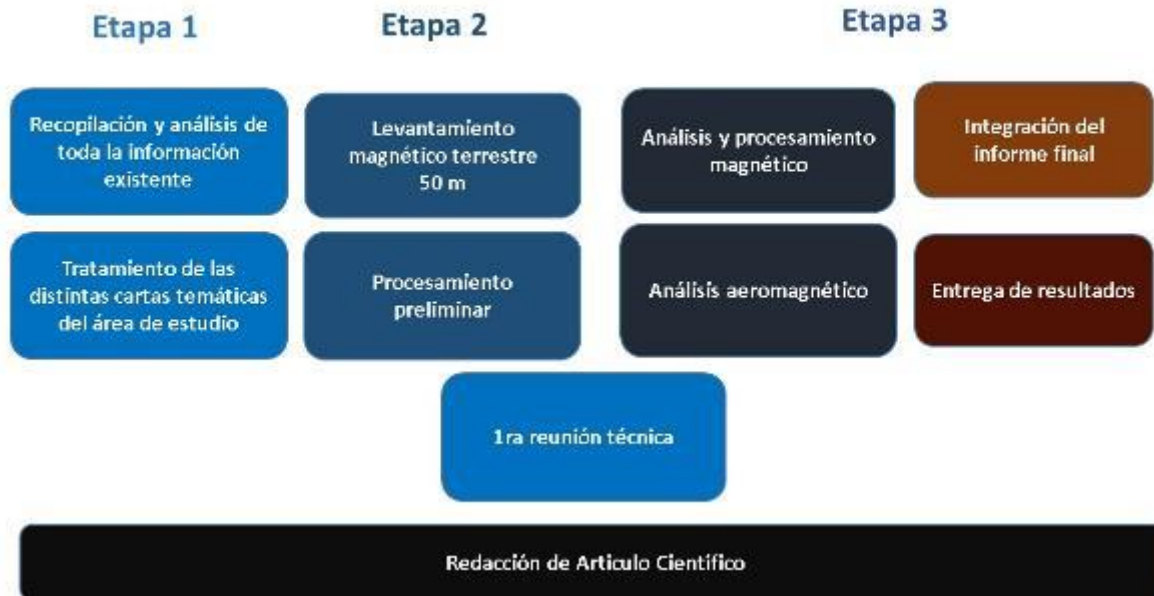 Etapa 1
Etapa 2
Etapa 3
Recopilación y análisis de
toda la información
existente
Levantamiento
magnético terrestre
50 m
Análisis y procesamiento
magnético
Integración del
informe final
Tratamiento de las
distintas cartas temáticas
del área de estudio
Procesamiento
preliminar
Análisis aeromagnético
Entrega de resultados
1ra reunión técnica
Redacción de Articulo Científico